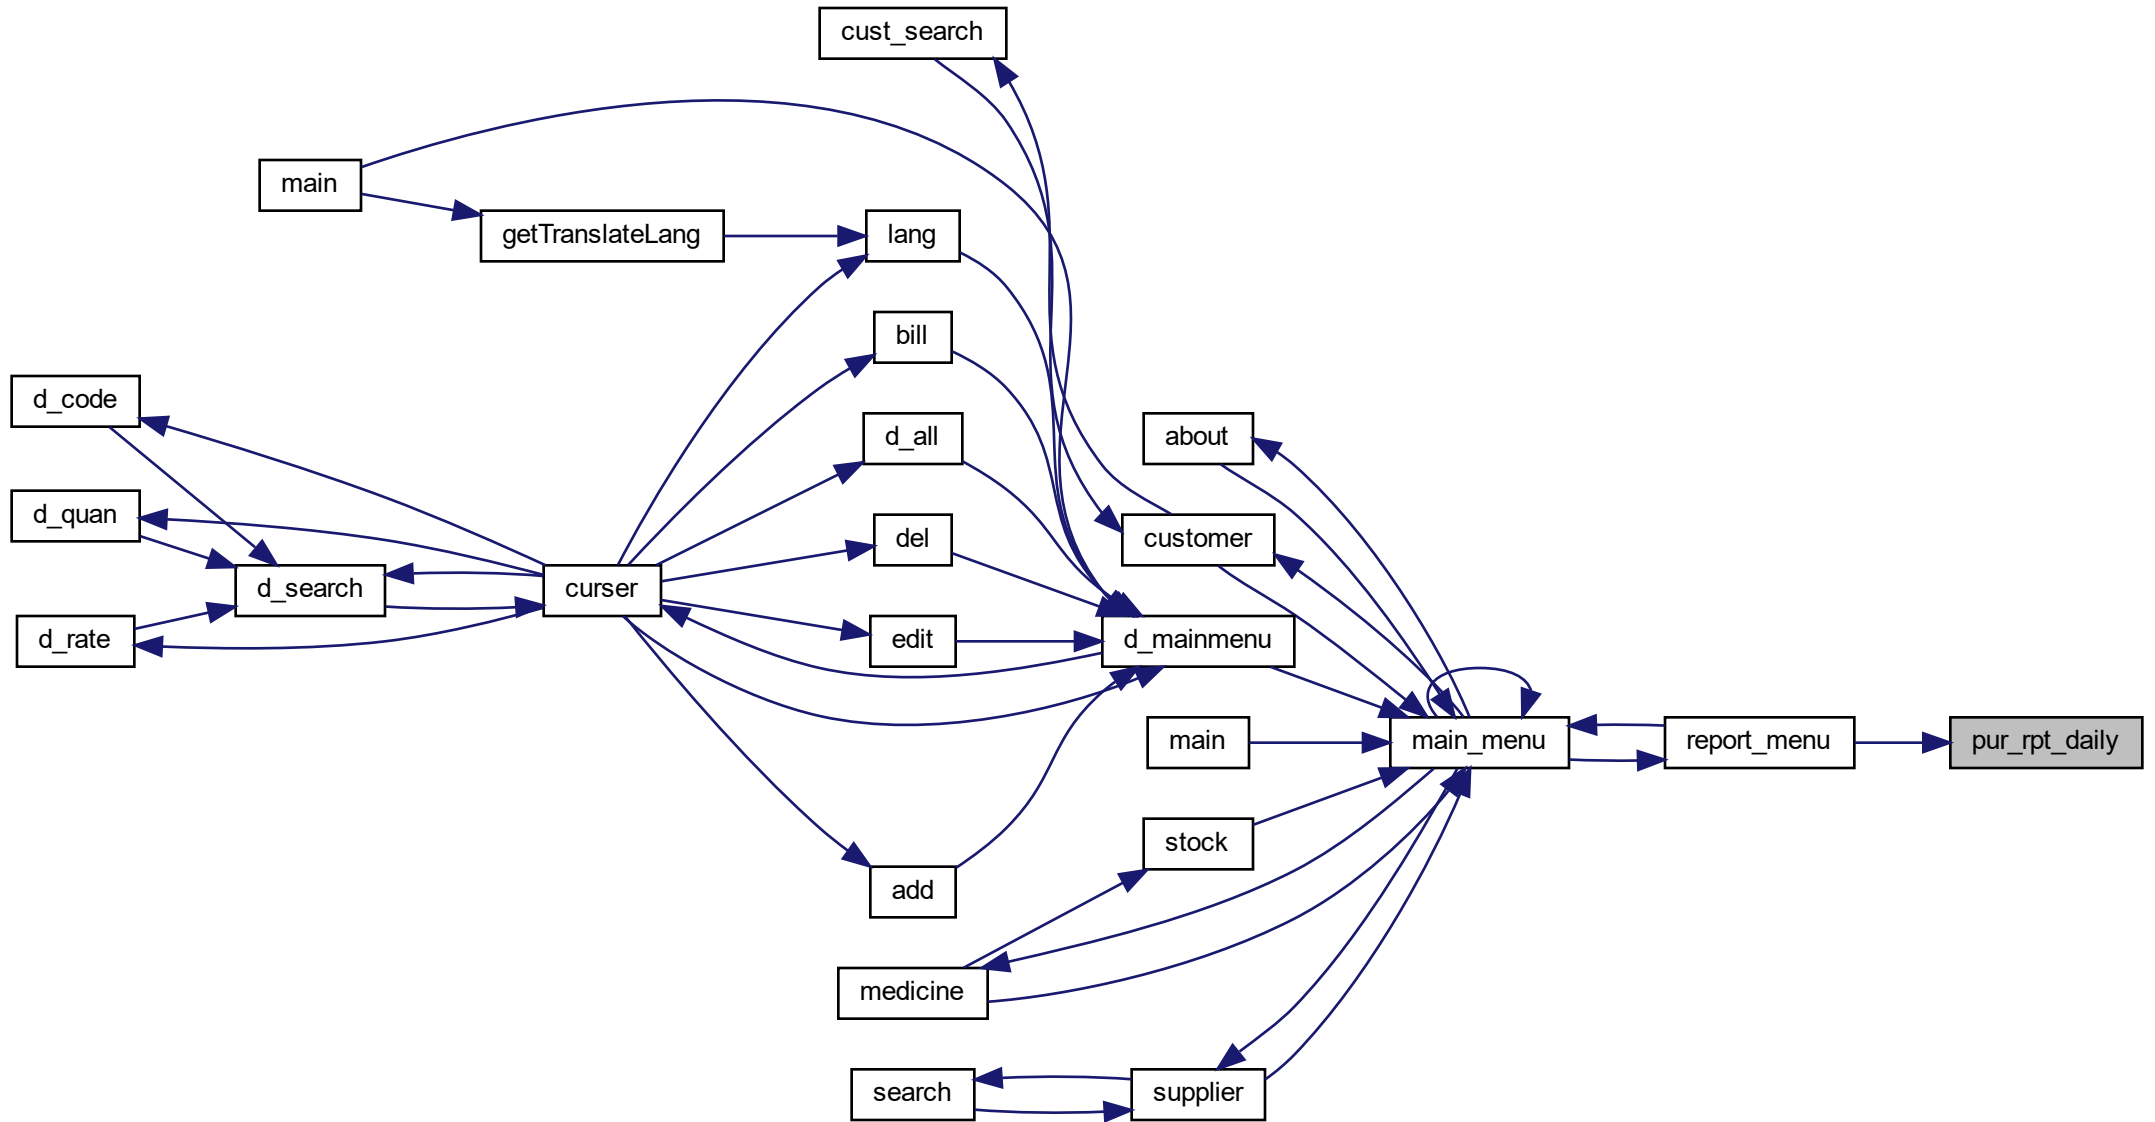 cust_search
main
getTranslateLang
lang
bill
d_code
d_all
about
d_quan
del
customer
d_search
curser
d_rate
edit
d_mainmenu
main
main_menu
report_menu
pur_rpt_daily
stock
add
medicine
search
supplier